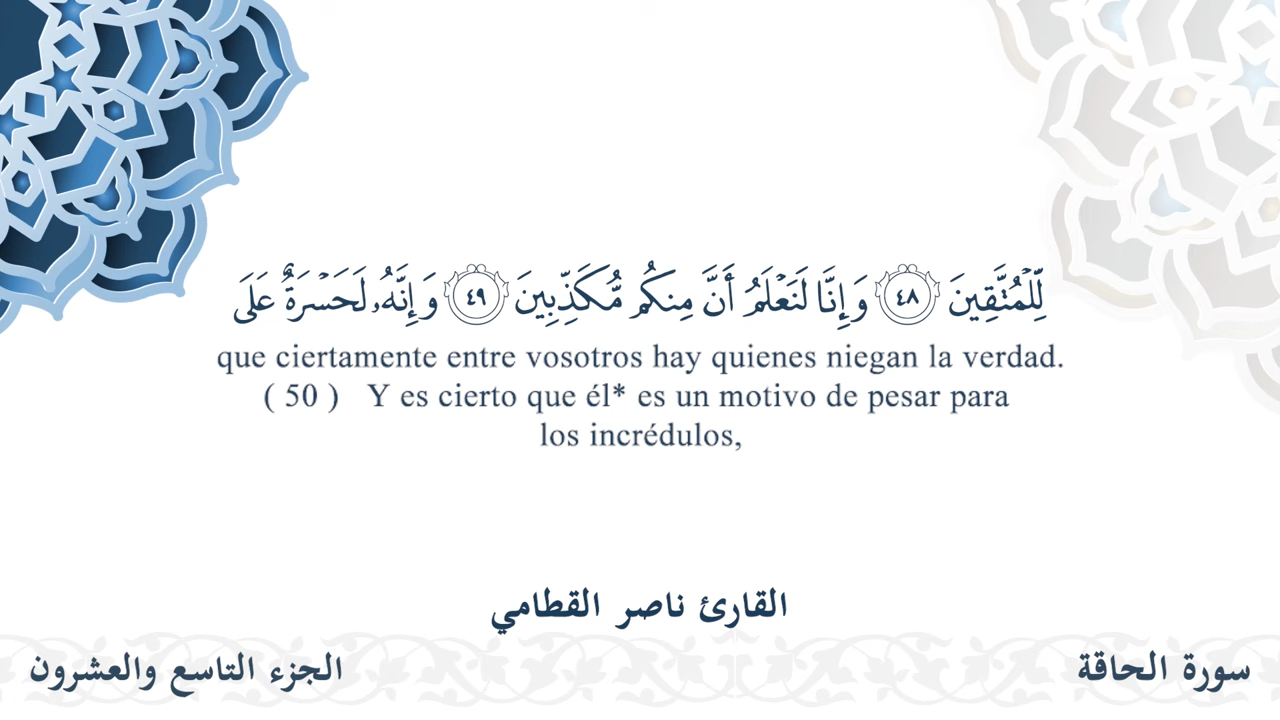 لِّلْمُتَّقِينَ ٤٨ وَإِنَّا لَنَعْلَمُ أَنَّ مِنكُم مُّكَذِّبِينَ ٤٩ وَإِنَّهُۥ لَحَسْرَةٌ عَلَى
que ciertamente entre vosotros hay quienes niegan la verdad.
( 50 ) Y es cierto que él* es un motivo de pesar para
los incrédulos,
القارئ ناصر القطامي
سورة الحاقة
الجزء التاسع والعشرون